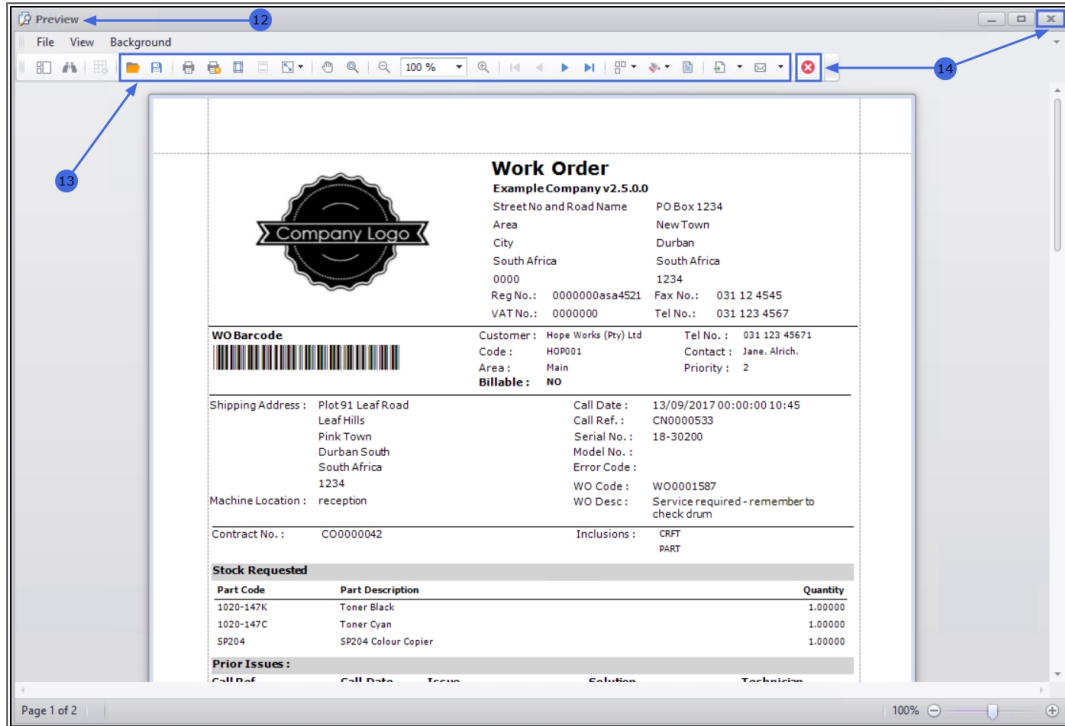 Preview
12
File View Background
100 %
14
13
Work Order
Example Company v2.5.0.0
Street No and Road Name PO Box 1234
Area New Town
Company Logo
City Durban
South Africa South Africa
0000 1234
Reg No.: 0000000asa4521 Fax No.: 031 12 4545
VAT No.: 0000000 Tel No.: 031 123 4567
WO Barcode Customer : Hope Works (Pty) Ltd Tel No. : 031 123 45671
Code : HOP001 Contact : Jane. Alrich.
Area : Main Priority : 2
Billable : NO
Shipping Address : Plot 91 Leaf Road Call Date : 13/09/2017 00:00:00 10:45
Leaf Hills Call Ref. : CN0000533
Pink Town Serial No. : 18-30200
Durban South Model No. :
South Africa Error Code :
1234 WO Code : WO0001587
Machine Location : reception WO Desc : Service required - remember to
check drum
Contract No. : CO0000042 Inclusions : CRFT
PART
Stock Requested
Part Code Part Description Quantity
1020-147K Toner Black 1.00000
1020-147C Toner Cyan 1.00000
SP204 SP204 Colour Copier 1.00000
Prior Issues :
Call Ref Call Date Issue Solution Technician
Page 1 of 2 100%